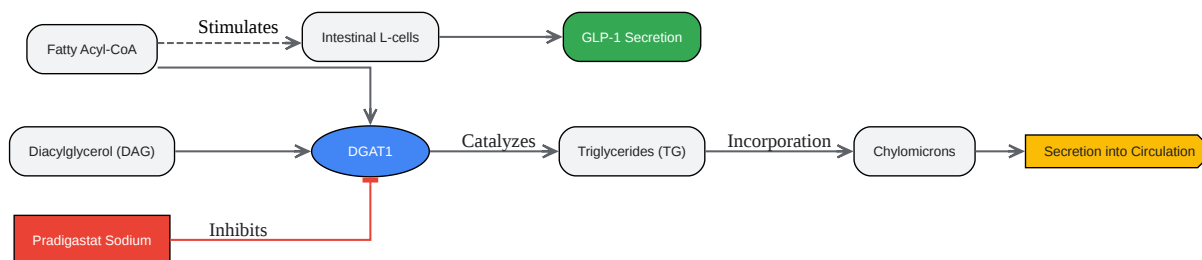 Stimulates
Fatty Acyl-CoA
Intestinal L-cells
GLP-1 Secretion
Diacylglycerol (DAG)
DGAT1
Catalyzes
Triglycerides (TG)
Incorporation
Chylomicrons
Secretion into Circulation
Pradigastat Sodium
Inhibits